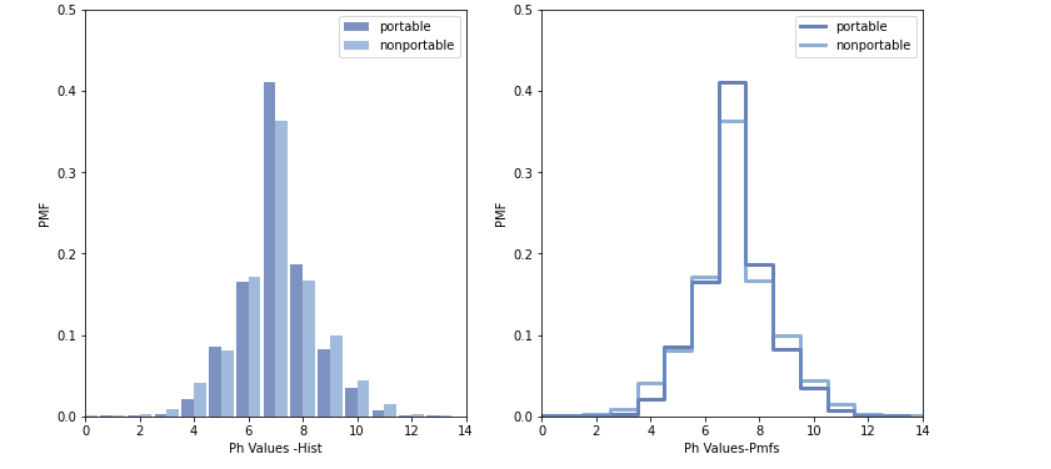 0.5
0.4
0.3
0.2
0.1
0.0
PMF
0 2 4 6 8 10 12 14
Ph Values -Hist
portable
nonportable
0.5
0.4
0.3
0.2
0.1
0.0
PMF
0 2 4 6 8 10 12 14
Ph Values-Pmfs
portable
nonportable